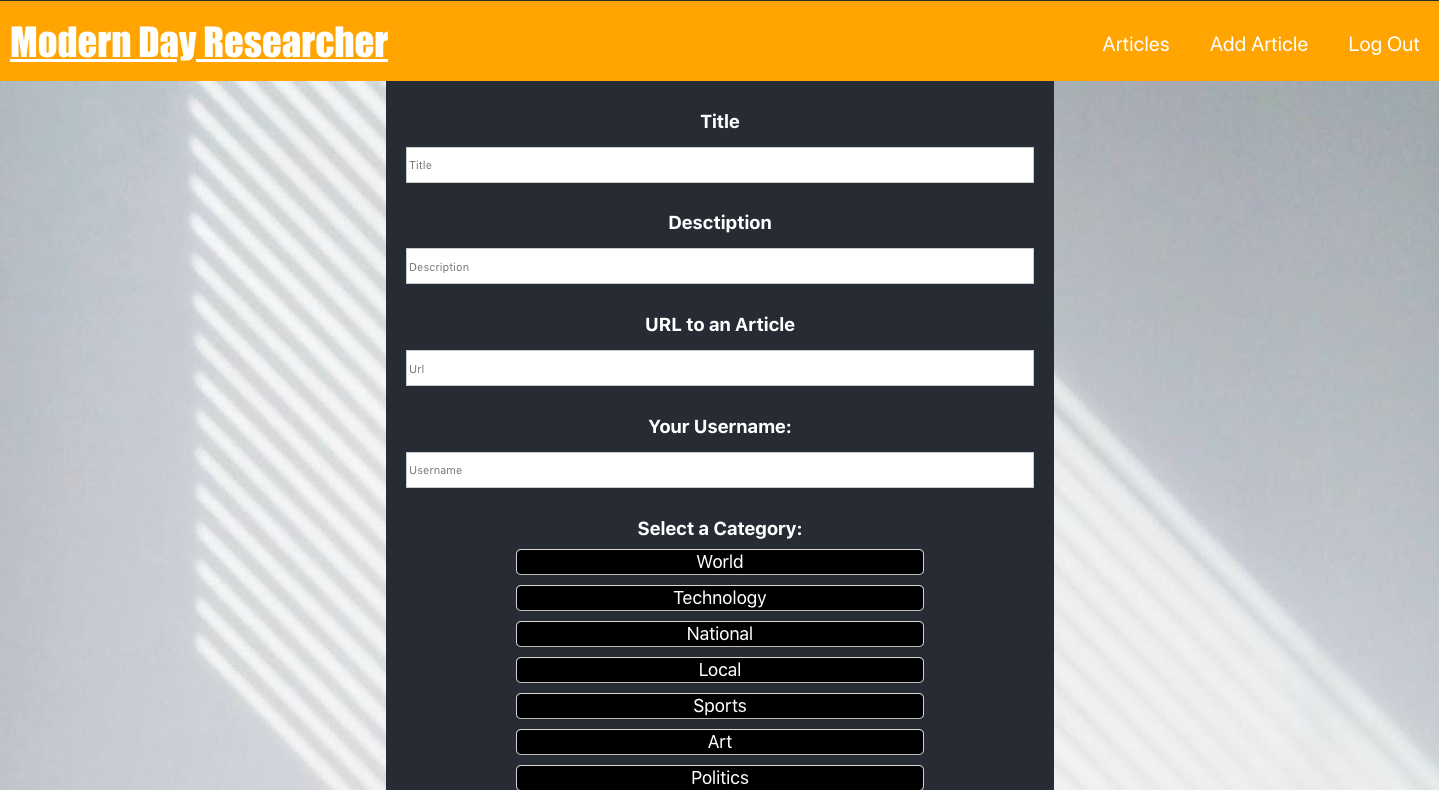 Modern Day Researcher
Articles
Add Article
Log Out
Title
Title
Desctiption
Description
URL to an Article
Url
Your Username:
Username
Select a Category:
World
Technology
National
Local
Sports
Art
Politics